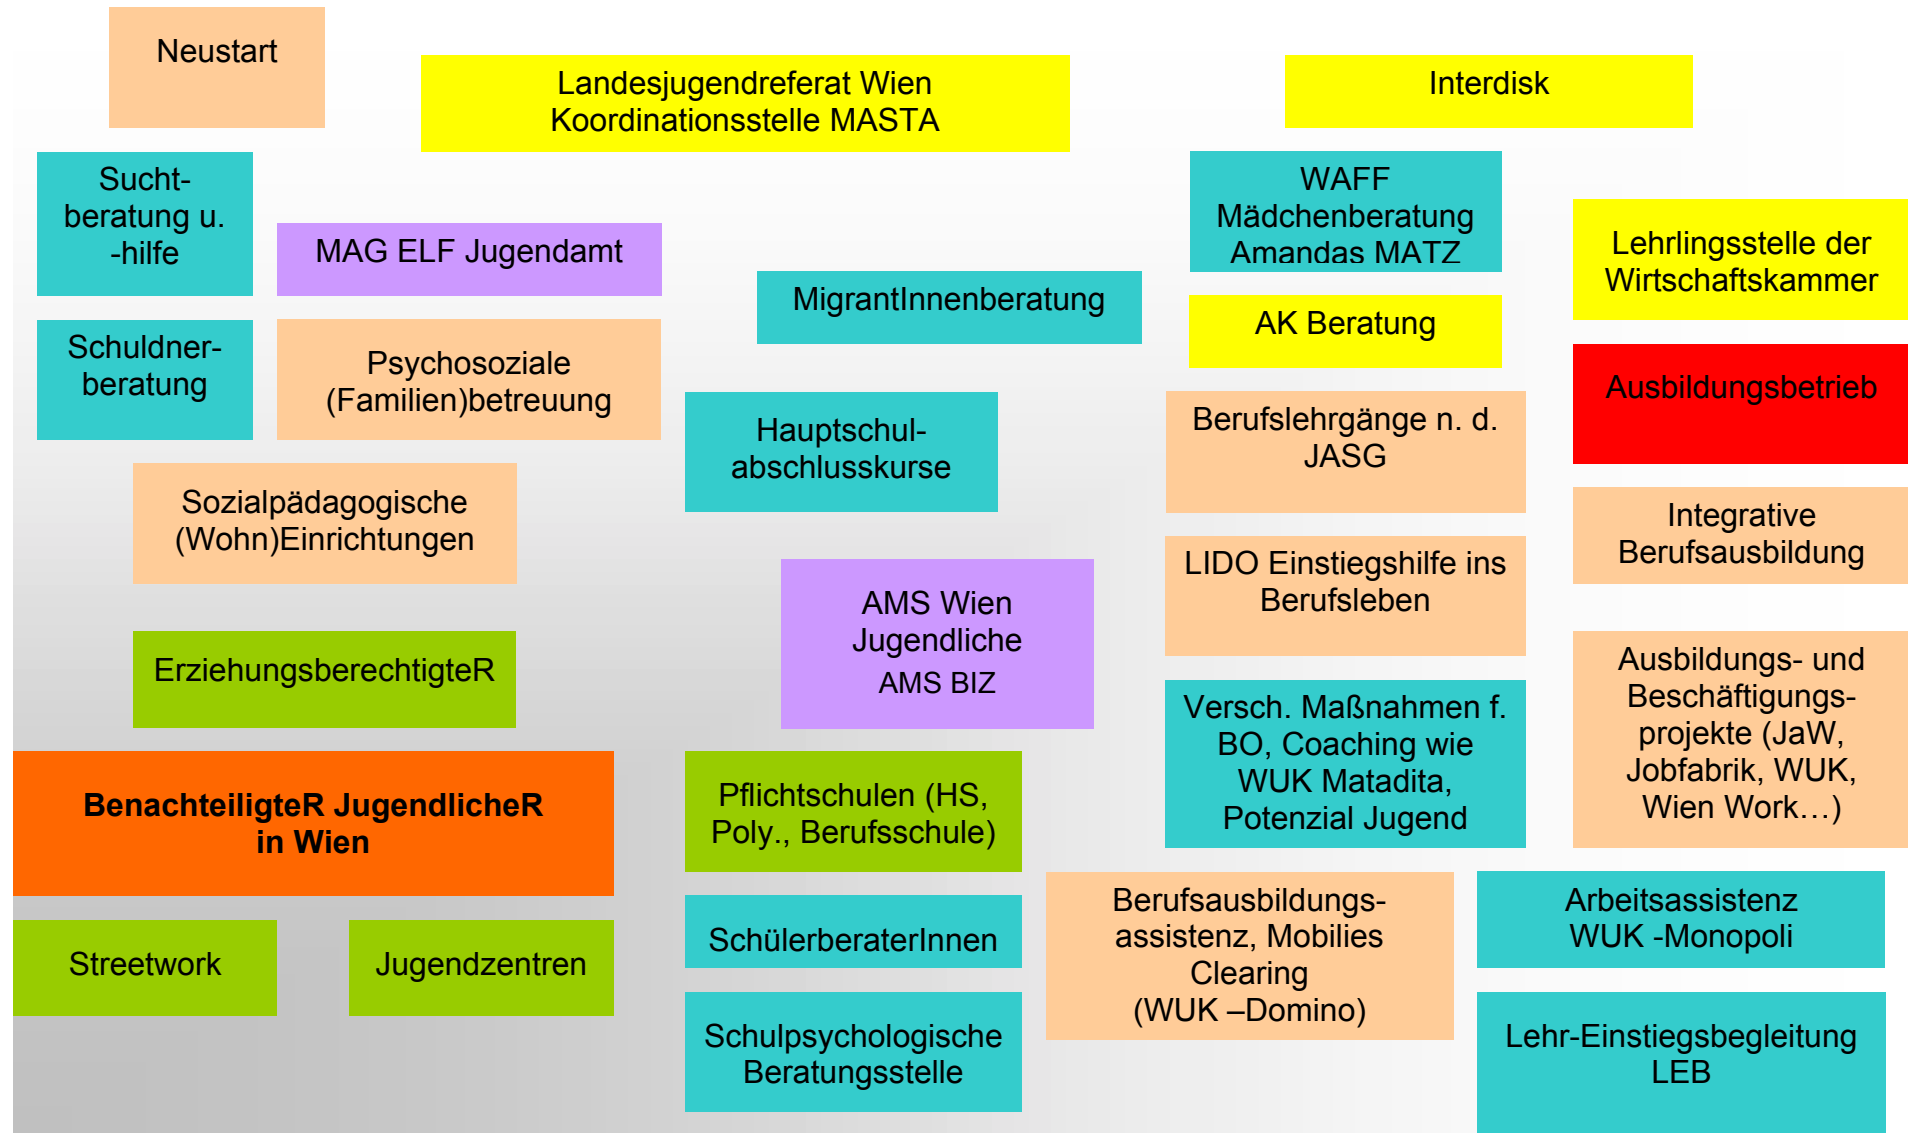 Neustart
Landesjugendreferat Wien
Koordinationsstelle MASTA
Interdisk
Sucht-
beratung u.
-hilfe
MAG ELF Jugendamt
WAFF
Mädchenberatung
Amandas MATZ
Lehrlingsstelle der
Wirtschaftskammer
MigrantInnenberatung
AK Beratung
Schuldner-
beratung
Psychosoziale
(Familien)betreuung
Ausbildungsbetrieb
Hauptschul-
abschlusskurse
Berufslehrgänge n. d.
JASG
Sozialpädagogische
(Wohn)Einrichtungen
Integrative
Berufsausbildung
AMS Wien
Jugendliche
AMS BIZ
LIDO Einstiegshilfe ins
Berufsleben
ErziehungsberechtigteR
Ausbildungs- und
Beschäftigungs-
projekte (JaW,
Jobfabrik, WUK,
Wien Work…)
Versch. Maßnahmen f.
BO, Coaching wie
WUK Matadita,
Potenzial Jugend
BenachteiligteR JugendlicheR
in Wien
Pflichtschulen (HS,
Poly., Berufsschule)
Berufsausbildungs-
assistenz, Mobilies
Clearing
(WUK –Domino)
Arbeitsassistenz
WUK -Monopoli
Streetwork
Jugendzentren
SchülerberaterInnen
Schulpsychologische
Beratungsstelle
Lehr-Einstiegsbegleitung
LEB